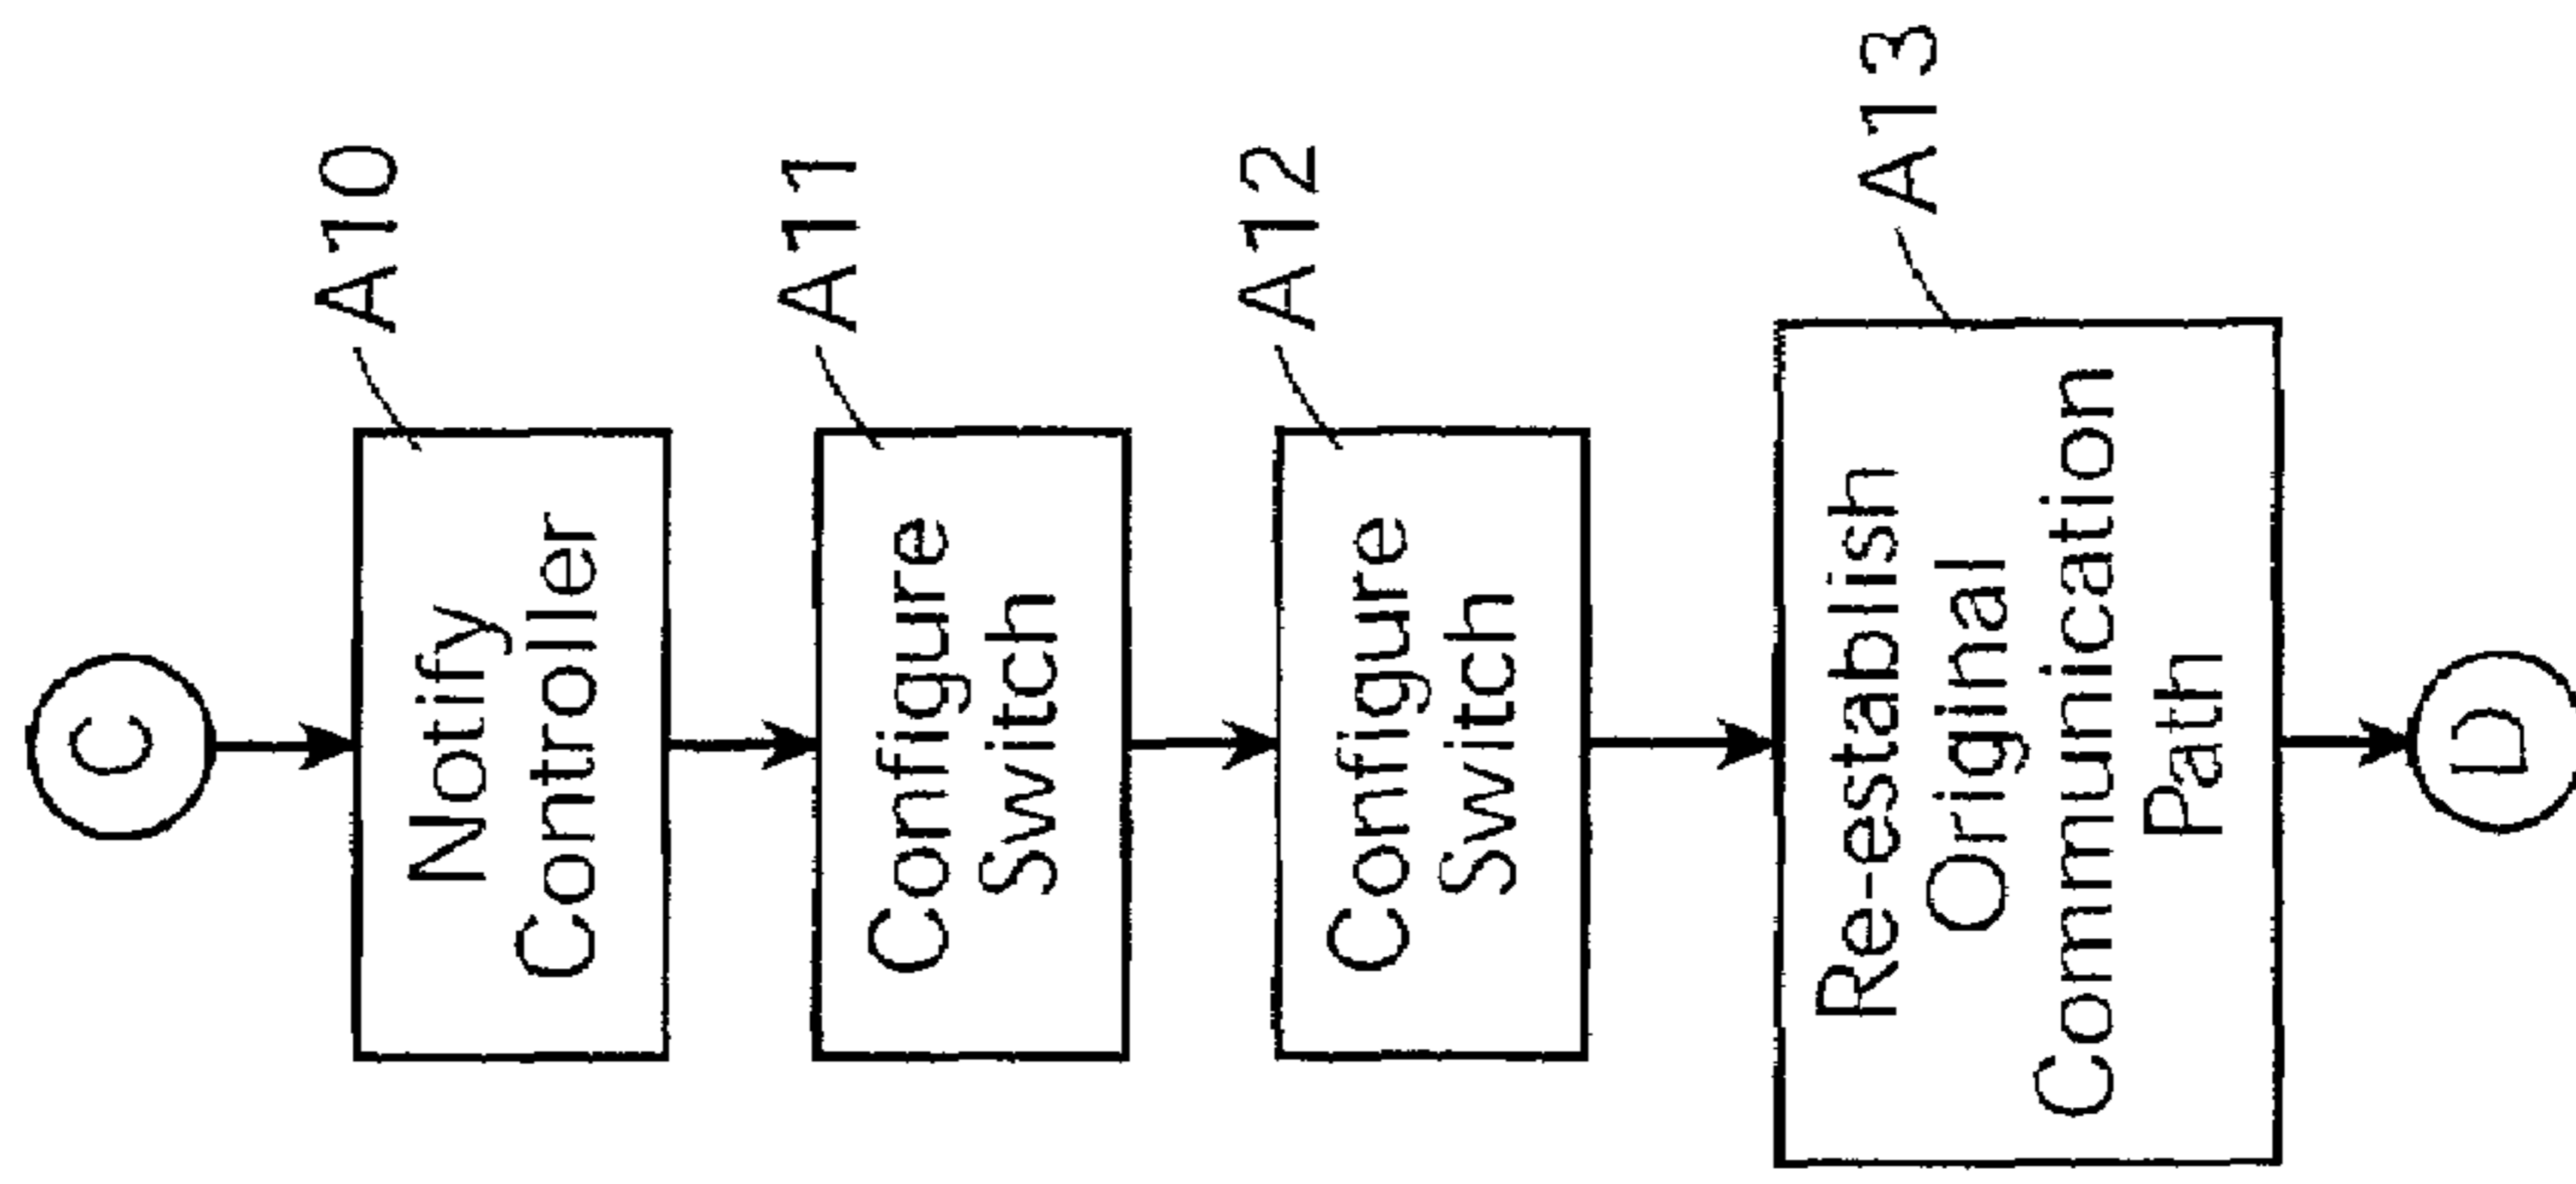 C
A10
Notify
Controller
A11
Configure
Switch
A12
Configure
Switch
A13
Re-establish
Original
Communication
Path
D